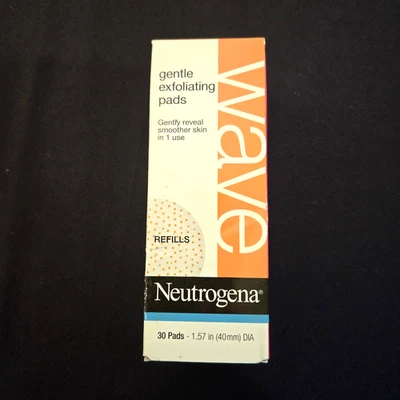 gentle
exfoliating
pads
Gently reveal
smoother skin
in 1 use
wave
REFILLS
Neutrogena®
30 Pads - 1.57 in (40mm) DIA